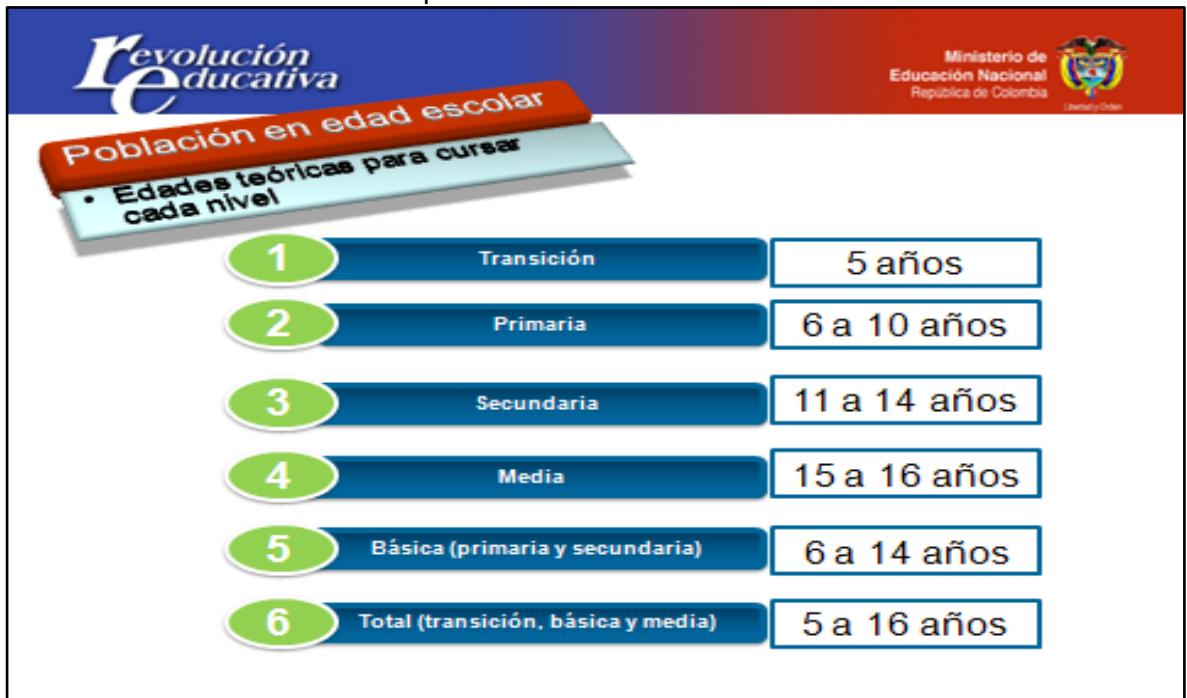 revolución
educativa
Ministerio de
Educación Nacional
República de Colombia
Libertad y Orden
Población en edad escolar
• Edades teóricas para cursar
cada nivel
1 Transición 5 años
2 Primaria 6 a 10 años
3 Secundaria 11 a 14 años
4 Media 15 a 16 años
5 Básica (primaria y secundaria) 6 a 14 años
6 Total (transición, básica y media) 5 a 16 años